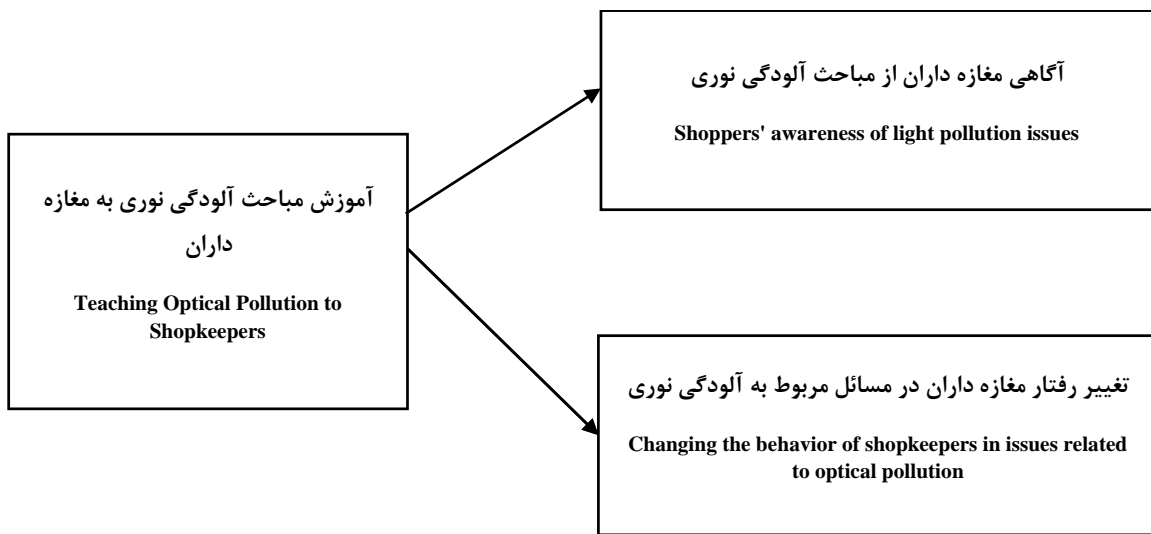 آموزش مباحث آلودگی نوری به مغازه
داران
Teaching Optical Pollution to
Shopkeepers
آگاهی مغازه داران از مباحث آلودگی نوری
Shoppers' awareness of light pollution issues
تغییر رفتار مغازه داران در مسائل مربوط به آلودگی نوری
Changing the behavior of shopkeepers in issues related
to optical pollution